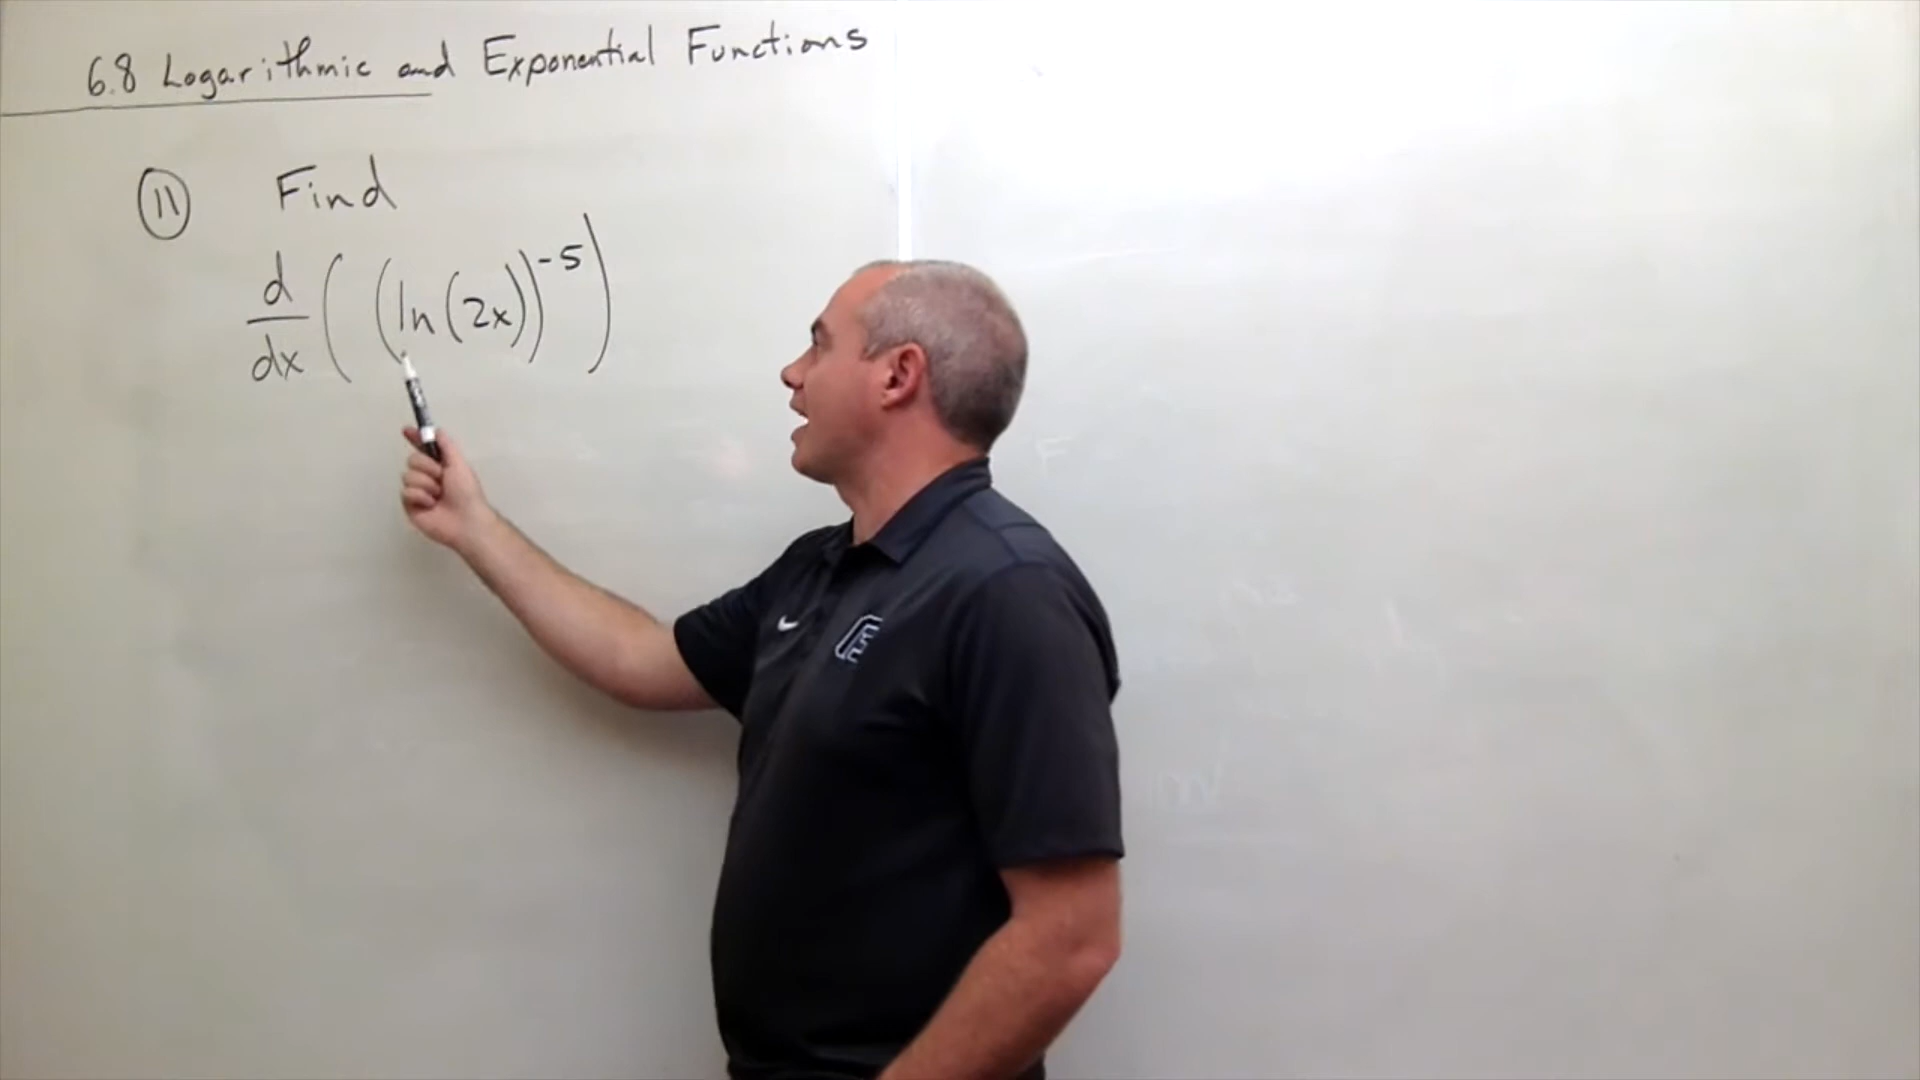 6.8 Logarithmic and Exponential Functions
11 Find
d/dx ( (ln(2x))^-5 )